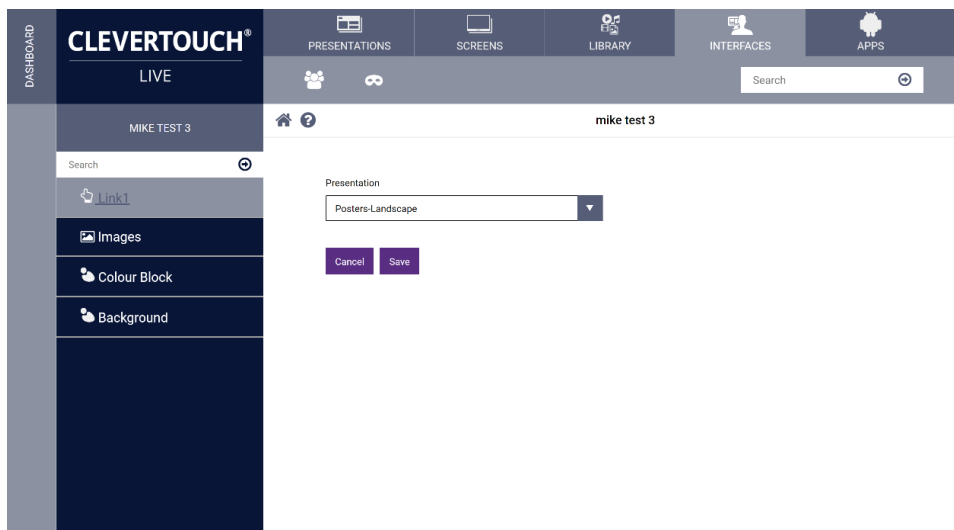 DASHBOARD
CLEVERTOUCH®
LIVE
PRESENTATIONS
SCREENS
LIBRARY
INTERFACES
APPS
Search
MIKE TEST 3
mike test 3
Search
Link1
Images
Colour Block
Background
Presentation
Posters-Landscape
Cancel
Save